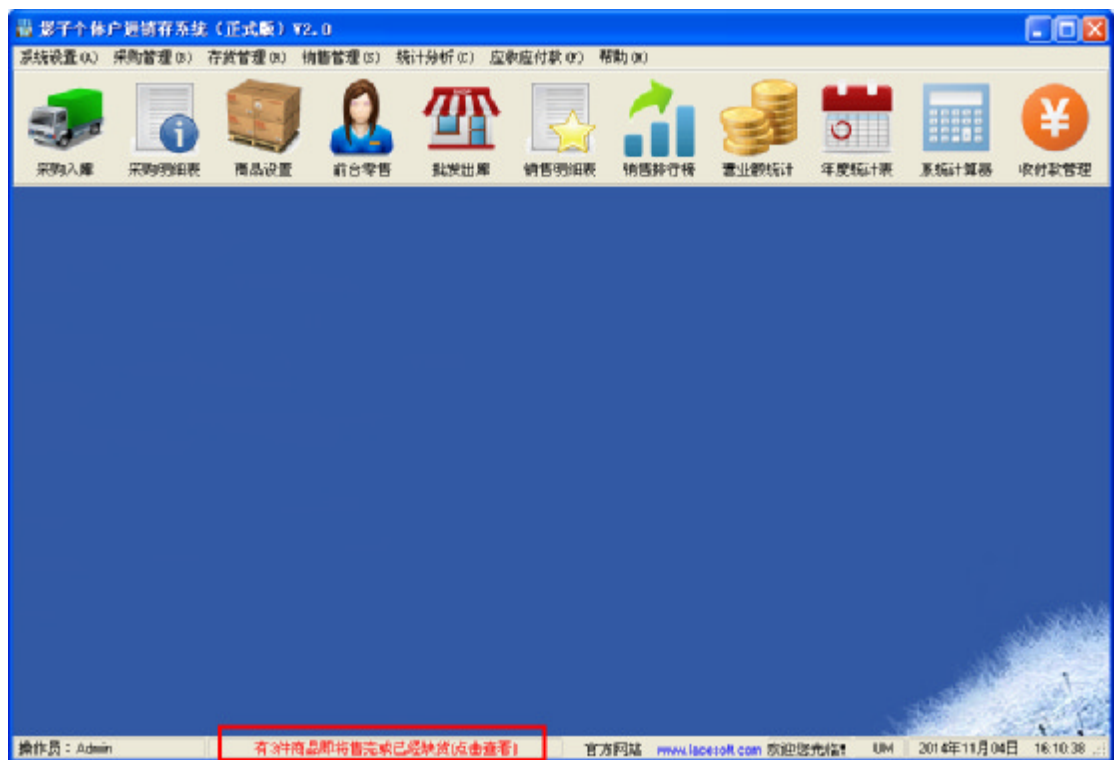 影子个体户进销存系统（正式版）V2.0
系统设置(A) 采购管理(B) 存货管理 销售管理(S) 统计分析(C) 应收应付款 帮助
SHOP
采购入库 采购明细表 商品设置 前台零售 批发出库 销售明细表 销售排行榜 营业额统计 年度统计表 系统计算器 收付款管理
操作员：Admin 有3件商品即将售完或已经缺货(点击查看) 官方网站 欢迎您光临! 2014年11月04日 16:10:38